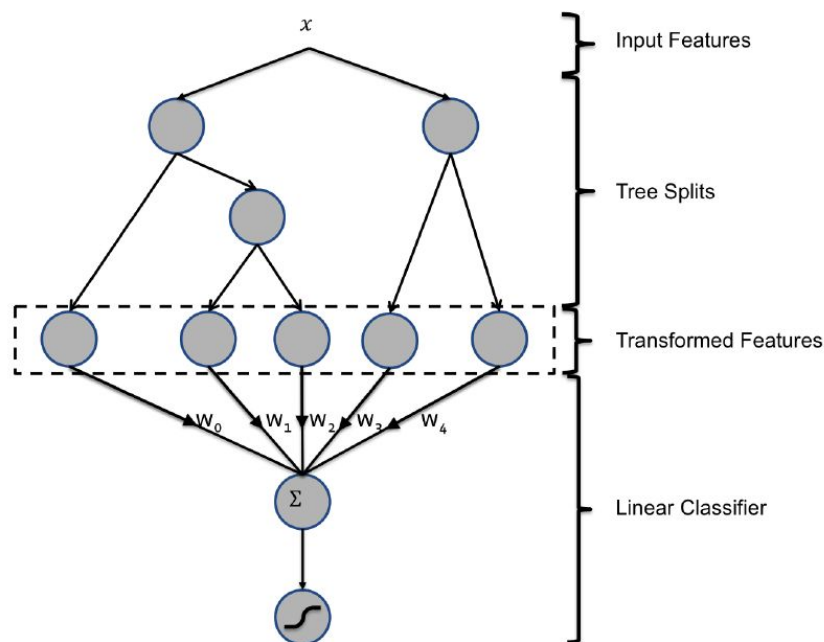 x
Input Features
Tree Splits
Transformed Features
W₀ W₁ W₂ W₃ W₄
Σ
Linear Classifier